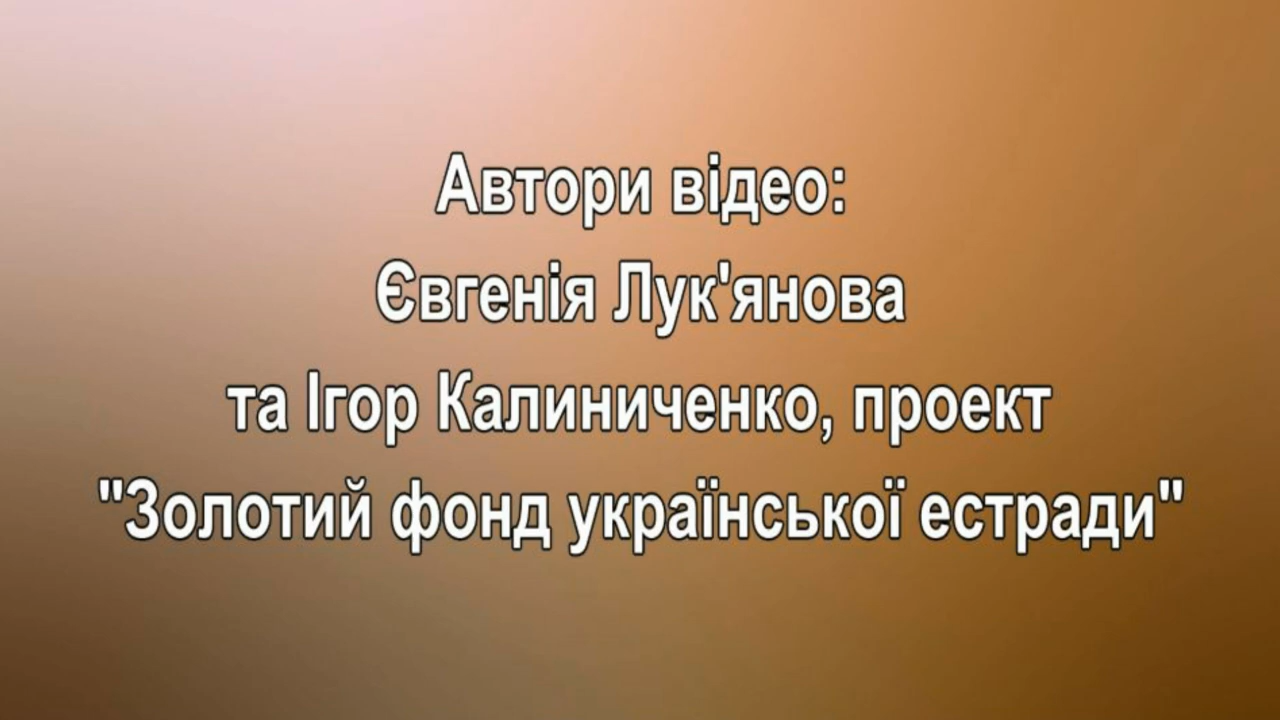 Автори відео:
Євгенія Лук'янова
та Ігор Калиниченко, проект
"Золотий фонд української естради"